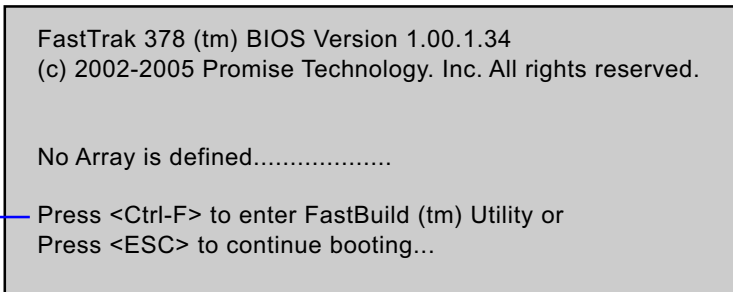 FastTrak 378 (tm) BIOS Version 1.00.1.34
(c) 2002-2005 Promise Technology. Inc. All rights reserved.
No Array is defined...................
Press <Ctrl-F> to enter FastBuild (tm) Utility or
Press <ESC> to continue booting...